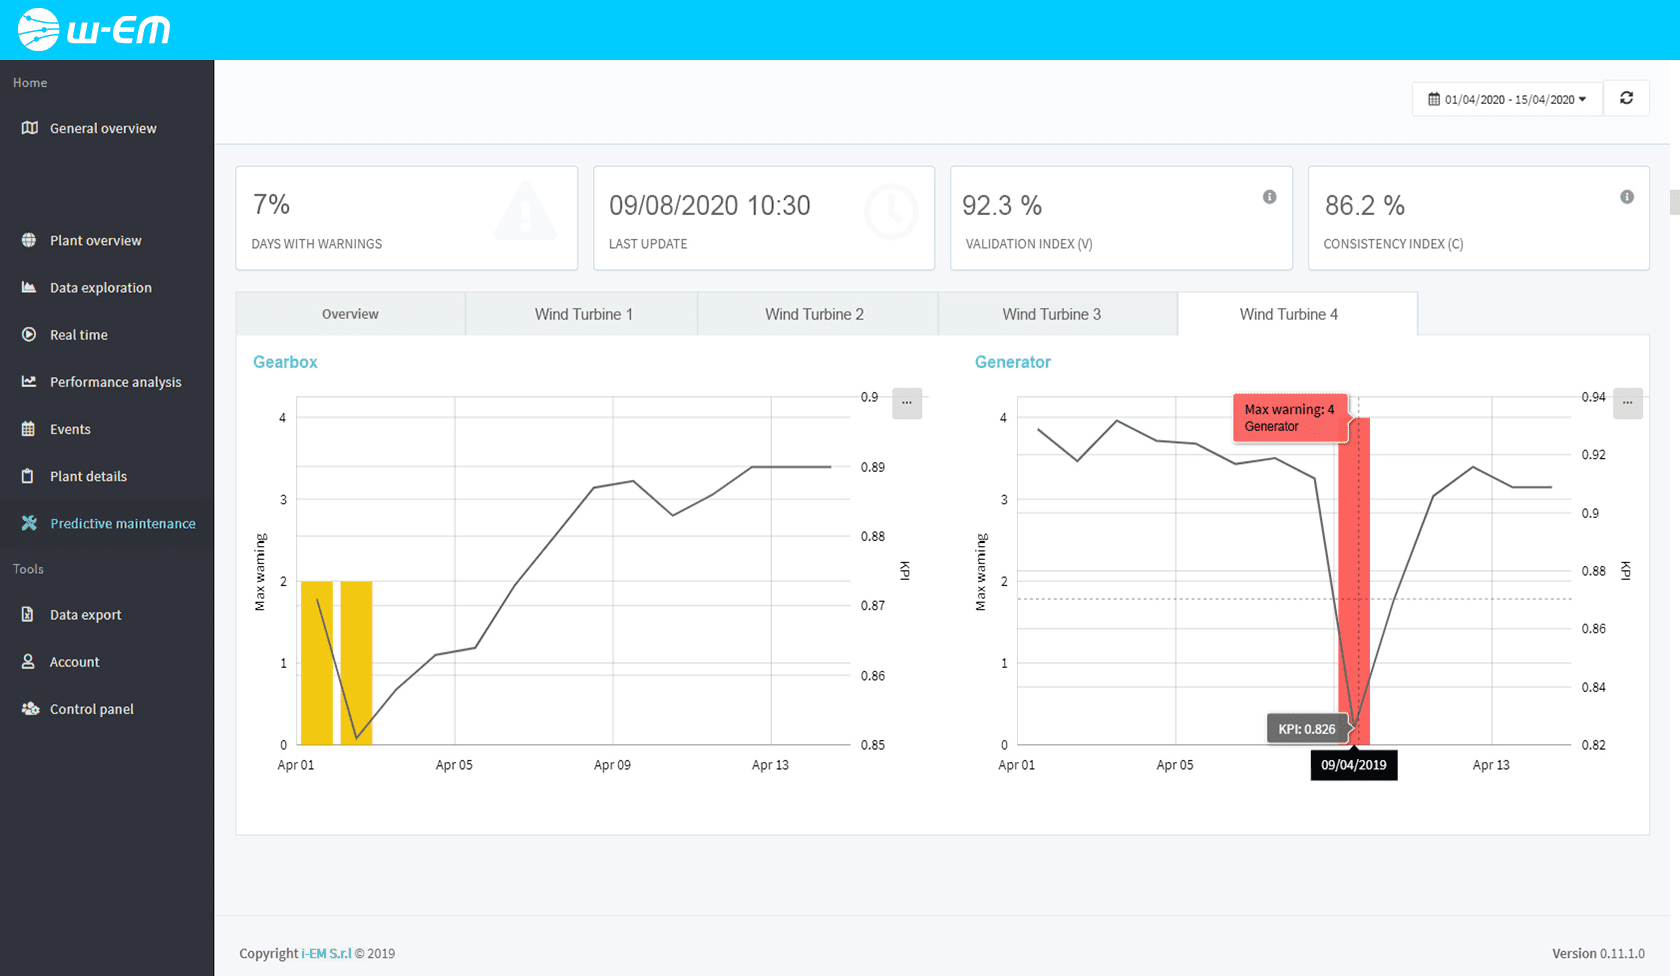 w-EM
Home
General overview
Plant overview
Data exploration
Real time
Performance analysis
Events
Plant details
Predictive maintenance
Tools
Data export
Account
Control panel
01/04/2020 - 15/04/2020
7%
DAYS WITH WARNINGS
09/08/2020 10:30
LAST UPDATE
92.3 %
VALIDATION INDEX (V)
86.2 %
CONSISTENCY INDEX (C)
Overview
Wind Turbine 1
Wind Turbine 2
Wind Turbine 3
Wind Turbine 4
Gearbox
...
Max warning
4
3
2
1
0
0.9
0.89
0.88
0.87
0.86
0.85
KPI
Apr 01
Apr 05
Apr 09
Apr 13
Generator
...
Max warning
4
3
2
1
0
Max warning: 4
Generator
KPI: 0.826
0.94
0.92
0.9
0.88
0.86
0.84
0.82
KPI
Apr 01
Apr 05
09/04/2019
Apr 13
Copyright i-EM S.r.l © 2019
Version 0.11.1.0